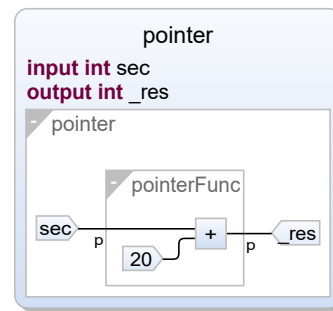 pointer
input int sec
output int _res
- pointer
- pointerFunc
sec
p
20
+
p
_res